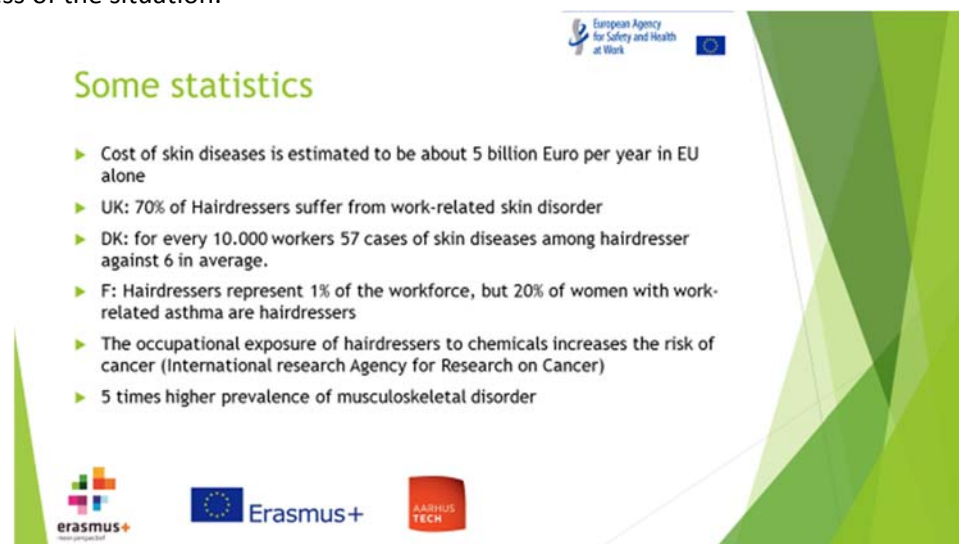 ss of the situation.
European Agency
for Safety and Health
at Work
Some statistics
Cost of skin diseases is estimated to be about 5 billion Euro per year in EU
alone
UK: 70% of Hairdressers suffer from work-related skin disorder
DK: for every 10.000 workers 57 cases of skin diseases among hairdresser
against 6 in average.
F: Hairdressers represent 1% of the workforce, but 20% of women with work-
related asthma are hairdressers
The occupational exposure of hairdressers to chemicals increases the risk of
cancer (International research Agency for Research on Cancer)
5 times higher prevalence of musculoskeletal disorder
erasmus+
meer perspectief
Erasmus+
AARHUS
TECH